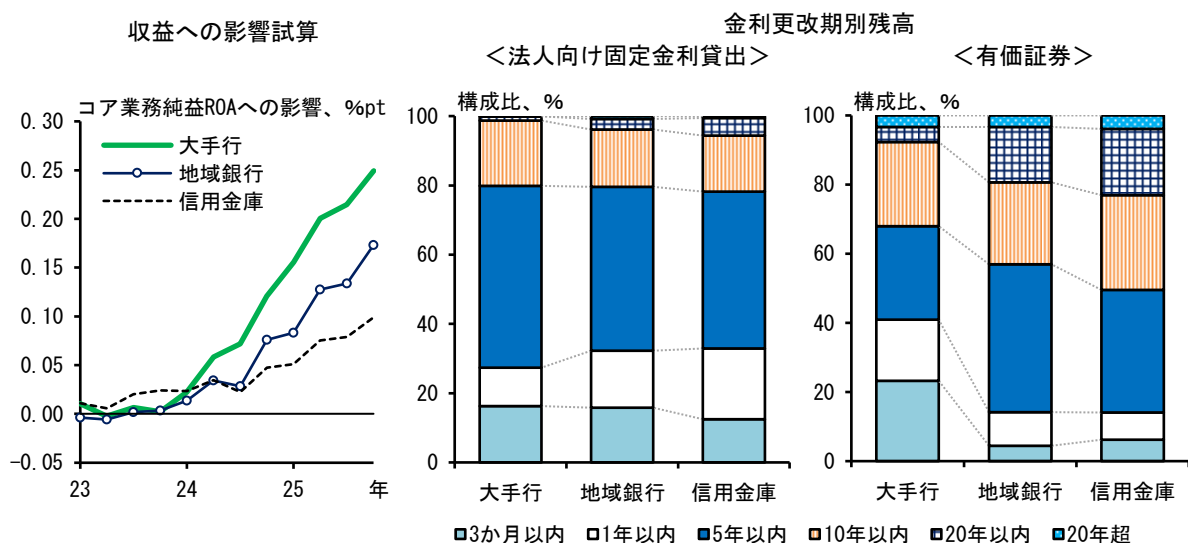 収益への影響試算
コア業務純益ROAへの影響、%pt
0.30
0.25
0.20
0.15
0.10
0.05
0.00
-0.05
大手行
地域銀行
信用金庫
23 24 25 年
金利更改期別残高
＜法人向け固定金利貸出＞
構成比、%
100
80
60
40
20
0
大手行 地域銀行 信用金庫
＜有価証券＞
構成比、%
100
80
60
40
20
0
大手行 地域銀行 信用金庫
3か月以内 1年以内 5年以内 10年以内 20年以内 20年超